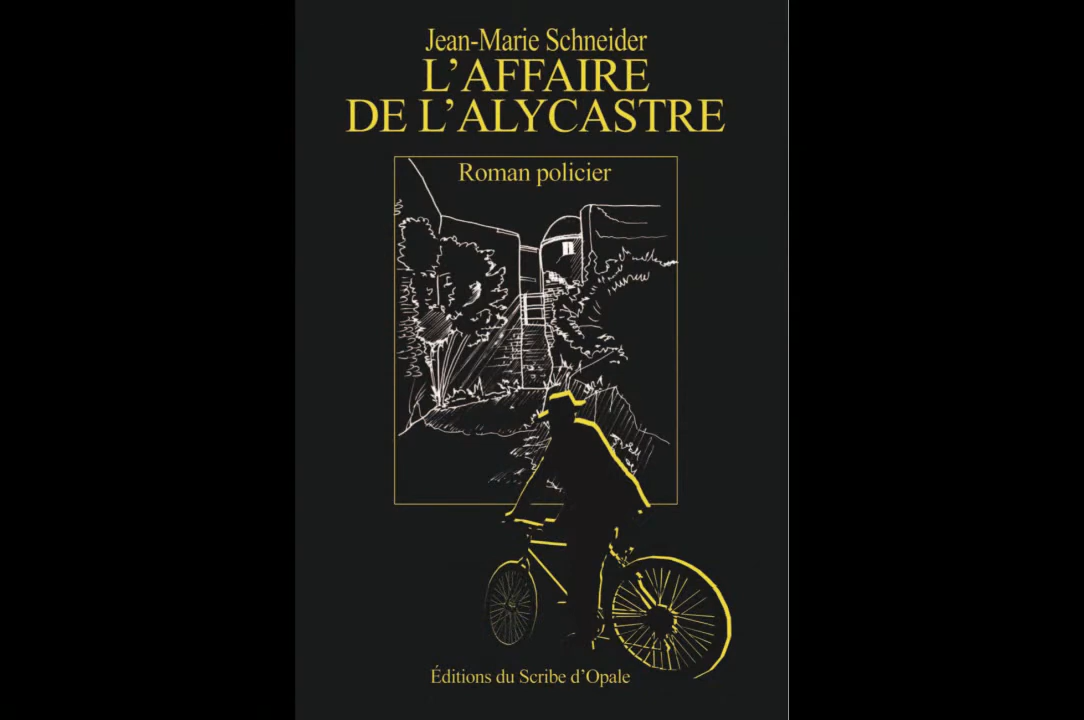 Jean-Marie Schneider
L'AFFAIRE
DE L'ALYCASTRE
Roman policier
Éditions du Scribe d'Opale